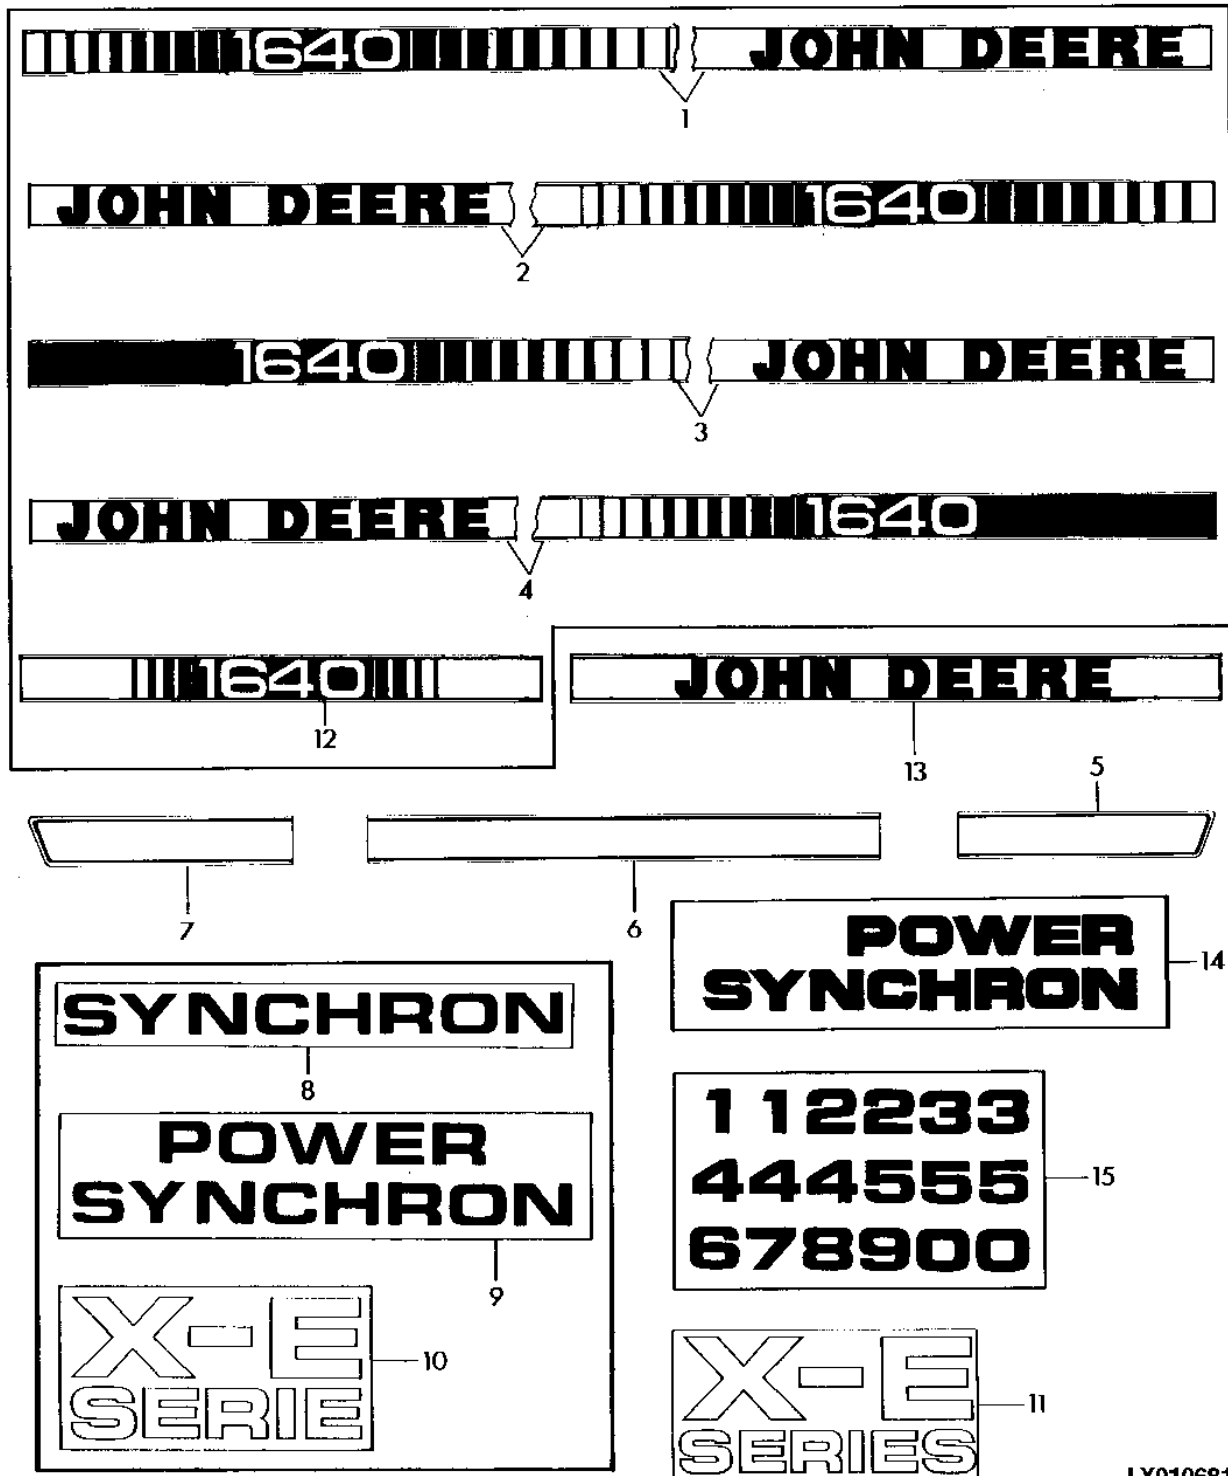 1640 JOHN DEERE
1
JOHN DEERE 1640
2
1640 JOHN DEERE
3
JOHN DEERE 1640
4
1640
12
JOHN DEERE
13
5
7
6
POWER
SYNCHRON
14
SYNCHRON
8
POWER
SYNCHRON
9
112233
444555
678900
15
X-E
SERIE
10
X-E
SERIES
11